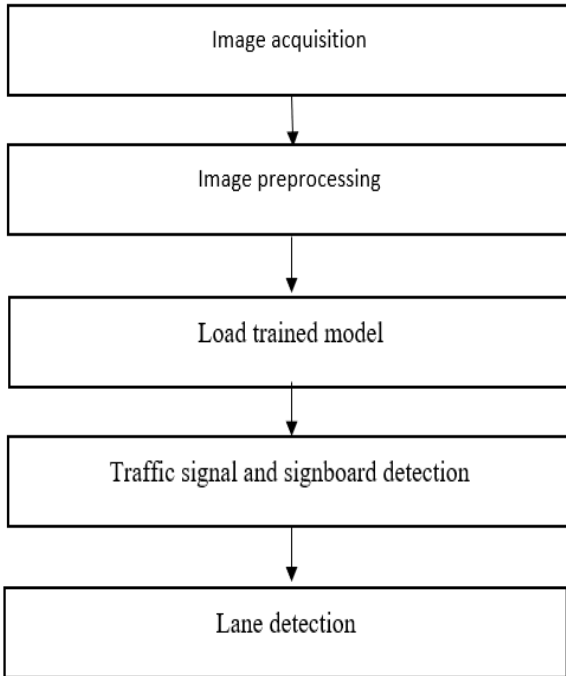 Image acquisition
Image preprocessing
Load trained model
Traffic signal and signboard detection
Lane detection